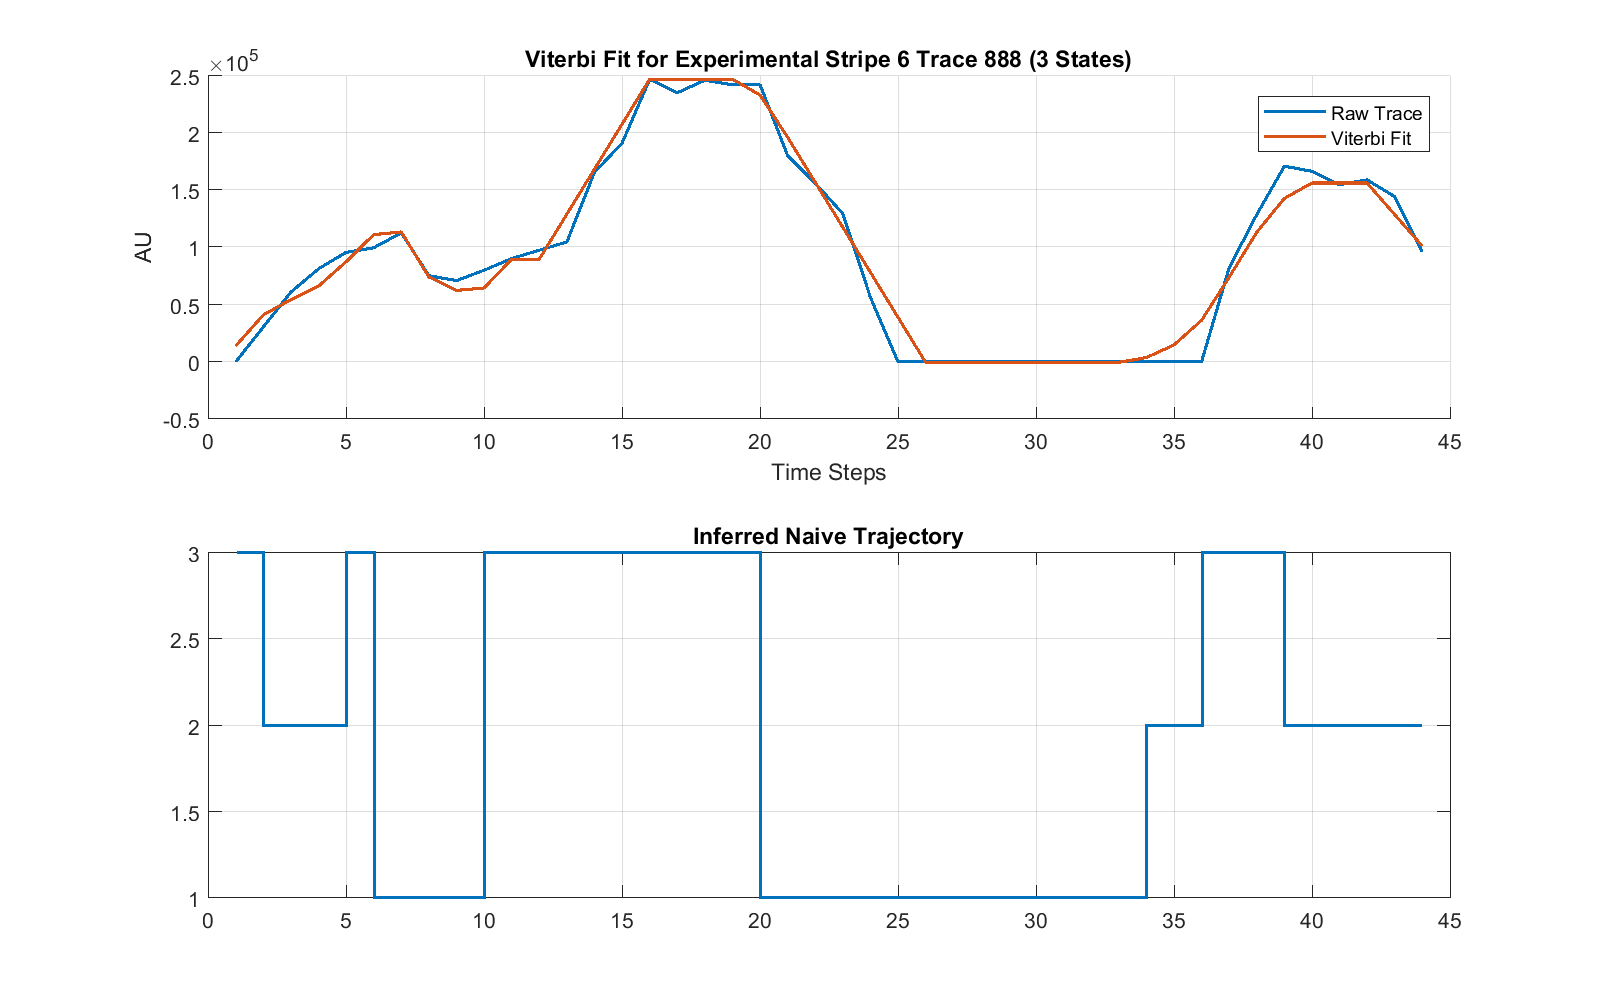 Viterbi Fit for Experimental Stripe 6 Trace 888 (3 States)
×10^5
2.5
2
1.5
1
0.5
0
-0.5
AU
Raw Trace
Viterbi Fit
0 5 10 15 20 25 30 35 40 45
Time Steps
Inferred Naive Trajectory
3
2.5
2
1.5
1
0 5 10 15 20 25 30 35 40 45